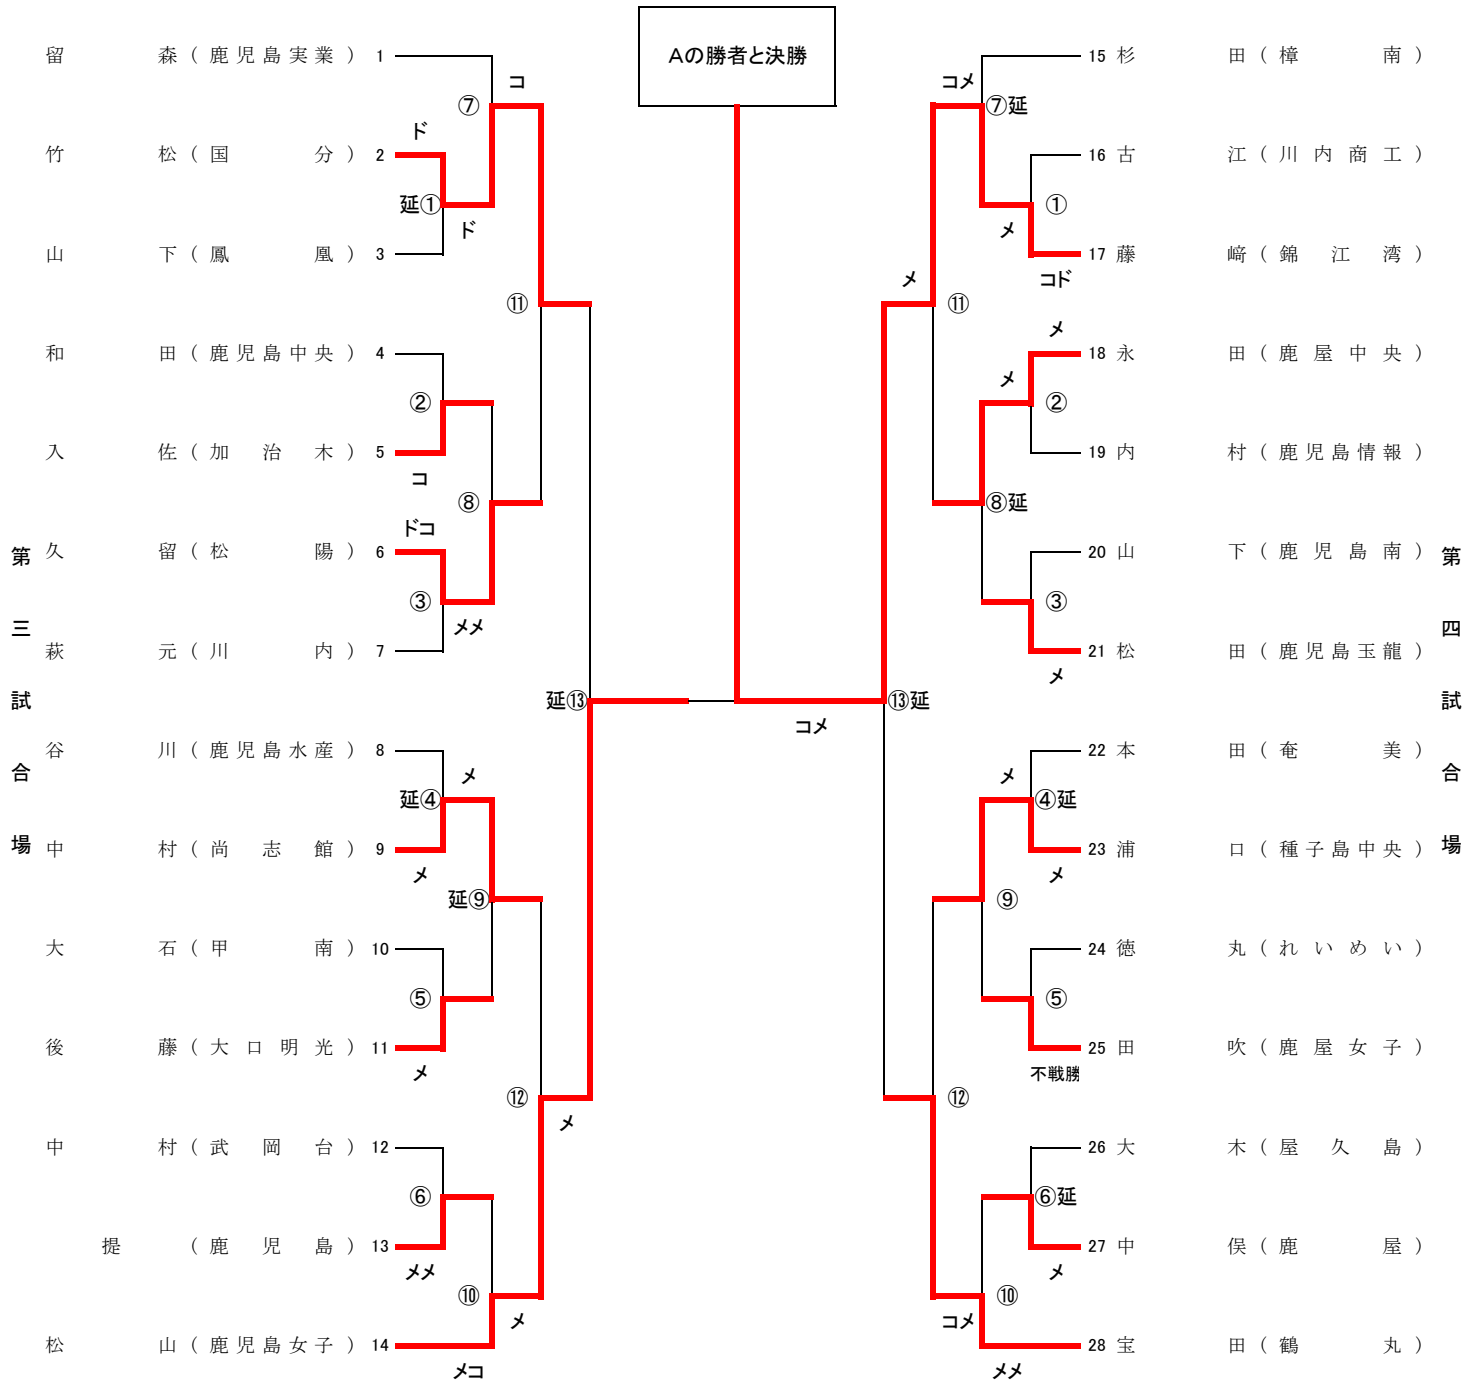 Aの勝者と決勝
第三試合場
留森（鹿児島実業） 1
コ
⑦
ド
竹松（国分） 2
延①
ド
山下（鳳凰） 3
⑪
和田（鹿児島中央） 4
②
入佐（加治木） 5
コ
⑧
ドコ
久留（松陽） 6
③
メメ
萩元（川内） 7
延⑬
谷川（鹿児島水産） 8
メ
延④
中村（尚志館） 9
メ
延⑨
大石（甲南） 10
⑤
後藤（大口明光） 11
メ
⑫
メ
中村（武岡台） 12
⑥
提（鹿児島） 13
メメ
⑩
メ
松山（鹿児島女子） 14
メコ
第四試合場
15 杉田（樟南）
コメ
⑦延
16 古江（川内商工）
①
メ
17 藤﨑（錦江湾）
コド
メ
⑪
メ
18 永田（鹿屋中央）
メ
②
19 内村（鹿児島情報）
⑧延
20 山下（鹿児島南）
③
21 松田（鹿児島玉龍）
メ
⑬延
コメ
22 本田（奄美）
メ
④延
23 浦口（種子島中央）
メ
⑨
24 徳丸（れいめい）
⑤
25 田吹（鹿屋女子）
不戦勝
⑫
26 大木（屋久島）
⑥延
27 中俣（鹿屋）
メ
⑩
コメ
28 宝田（鶴丸）
メメ